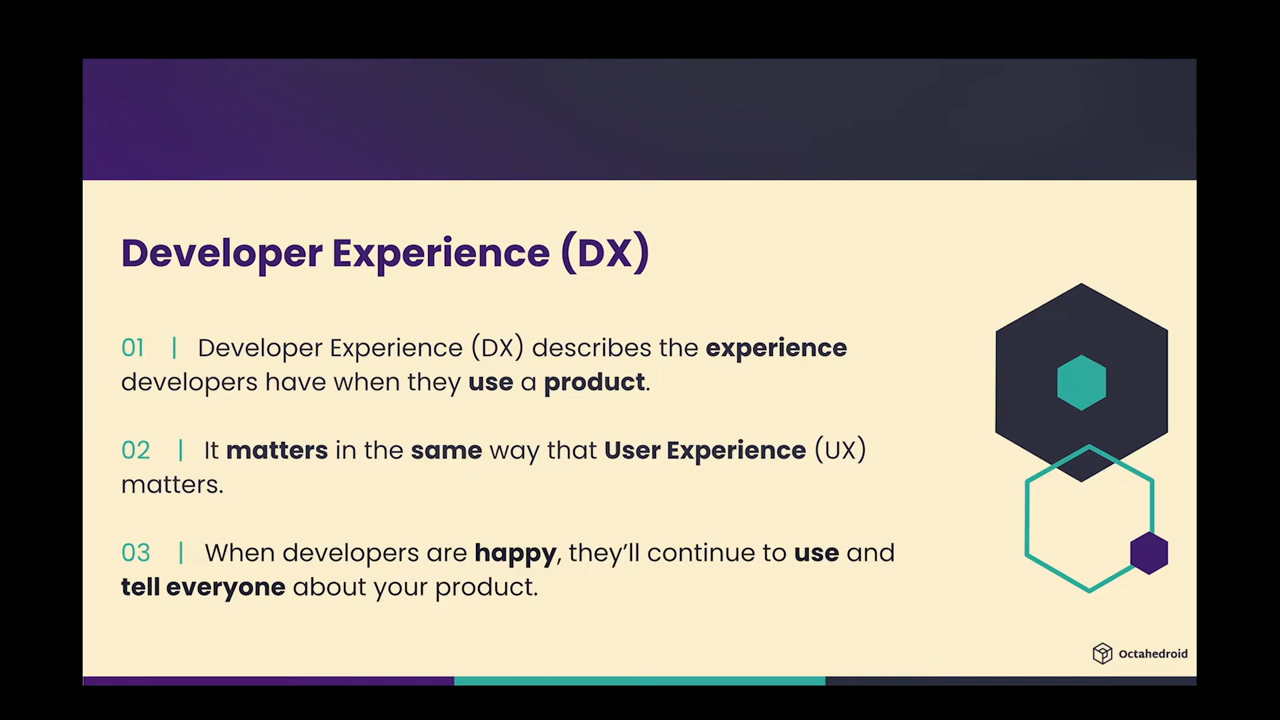 Developer Experience (DX)
01 | Developer Experience (DX) describes the experience
developers have when they use a product.
02 | It matters in the same way that User Experience (UX)
matters.
03 | When developers are happy, they’ll continue to use and
tell everyone about your product.
Octahedroid